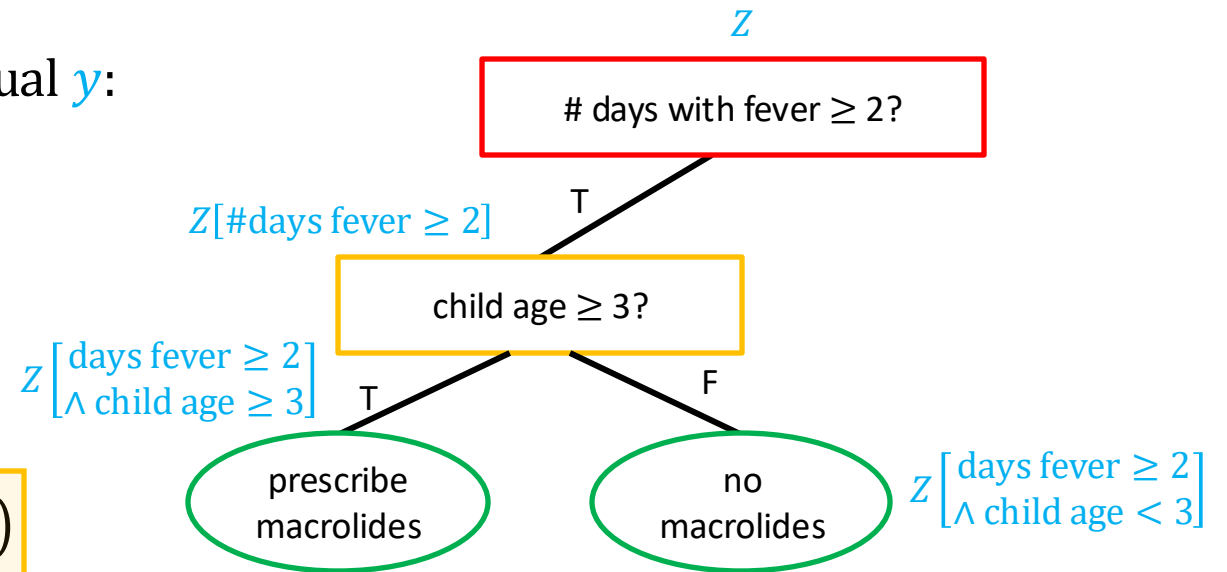 Z
ual y:
# days with fever ≥ 2?
T
Z[#days fever ≥ 2]
child age ≥ 3?
Z[days fever ≥ 2
∧ child age ≥ 3]
T
F
prescribe
macrolides
no
macrolides
Z[days fever ≥ 2
∧ child age < 3]
)